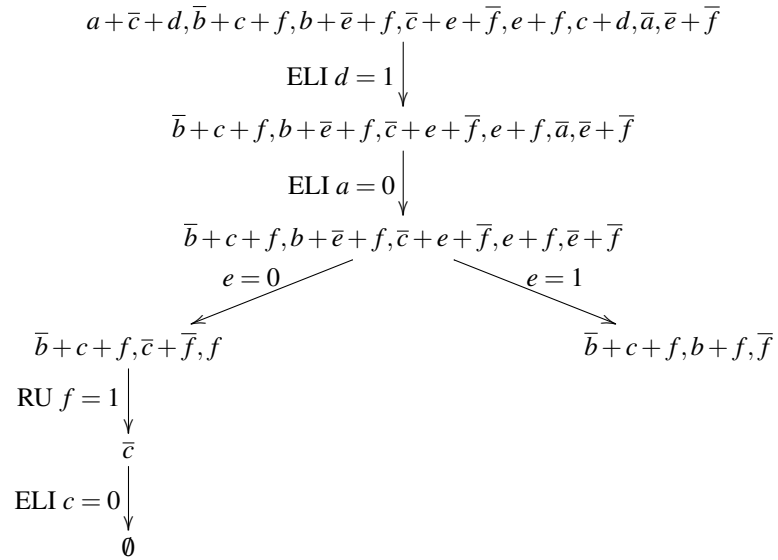 a + c̅ + d, b̅ + c + f, b + e̅ + f, c̅ + e + f̅, e + f, c + d, a̅, e̅ + f̅
ELI d = 1
b̅ + c + f, b + e̅ + f, c̅ + e + f̅, e + f, a̅, e̅ + f̅
ELI a = 0
b̅ + c + f, b + e̅ + f, c̅ + e + f̅, e + f, e̅ + f̅
e = 0 e = 1
b̅ + c + f, c̅ + f̅, f b̅ + c + f, b + f, f̅
RU f = 1
c̅
ELI c = 0
∅